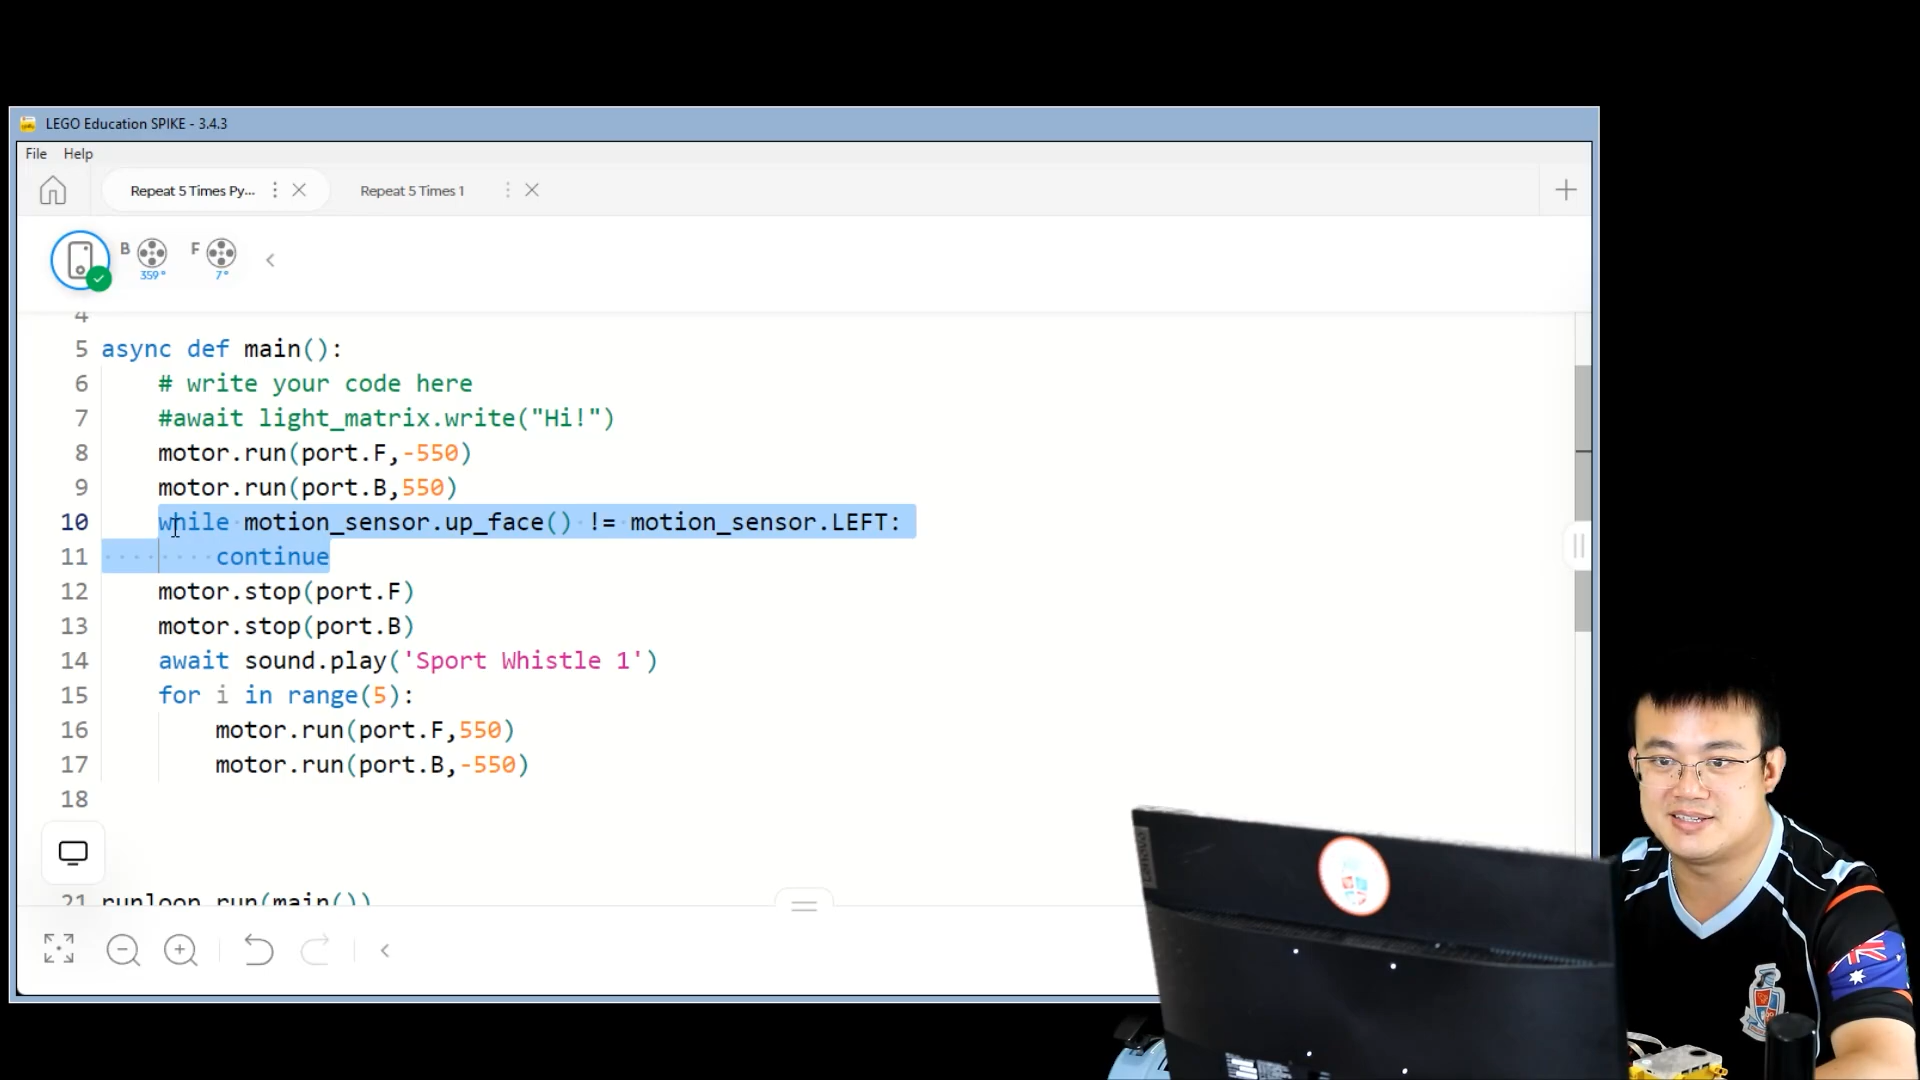 LEGO Education SPIKE - 3.4.3
File Help
Repeat 5 Times Py...
Repeat 5 Times 1
B 359°
F 7°
4
5 async def main():
6 # write your code here
7 #await light_matrix.write("Hi!")
8 motor.run(port.F,-550)
9 motor.run(port.B,550)
10 while motion_sensor.up_face() != motion_sensor.LEFT:
11 continue
12 motor.stop(port.F)
13 motor.stop(port.B)
14 await sound.play('Sport Whistle 1')
15 for i in range(5):
16 motor.run(port.F,550)
17 motor.run(port.B,-550)
18
21 runloop.run(main())
Lenovo